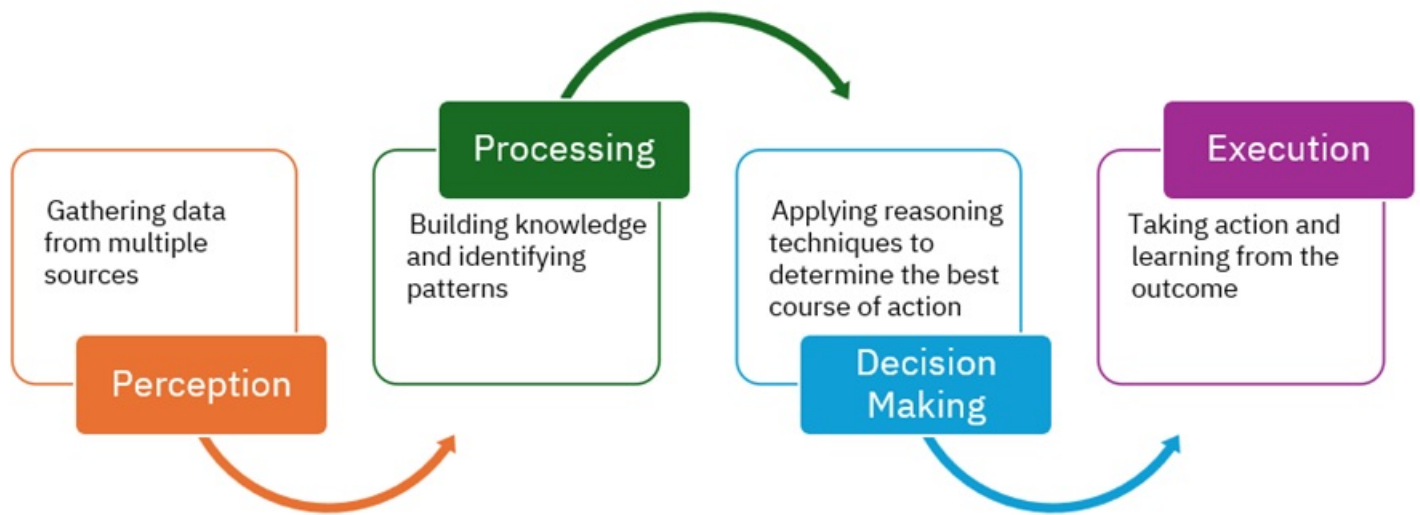 Gathering data
from multiple
sources
Perception
Processing
Building knowledge
and identifying
patterns
Applying reasoning
techniques to
determine the best
course of action
Decision
Making
Execution
Taking action and
learning from the
outcome